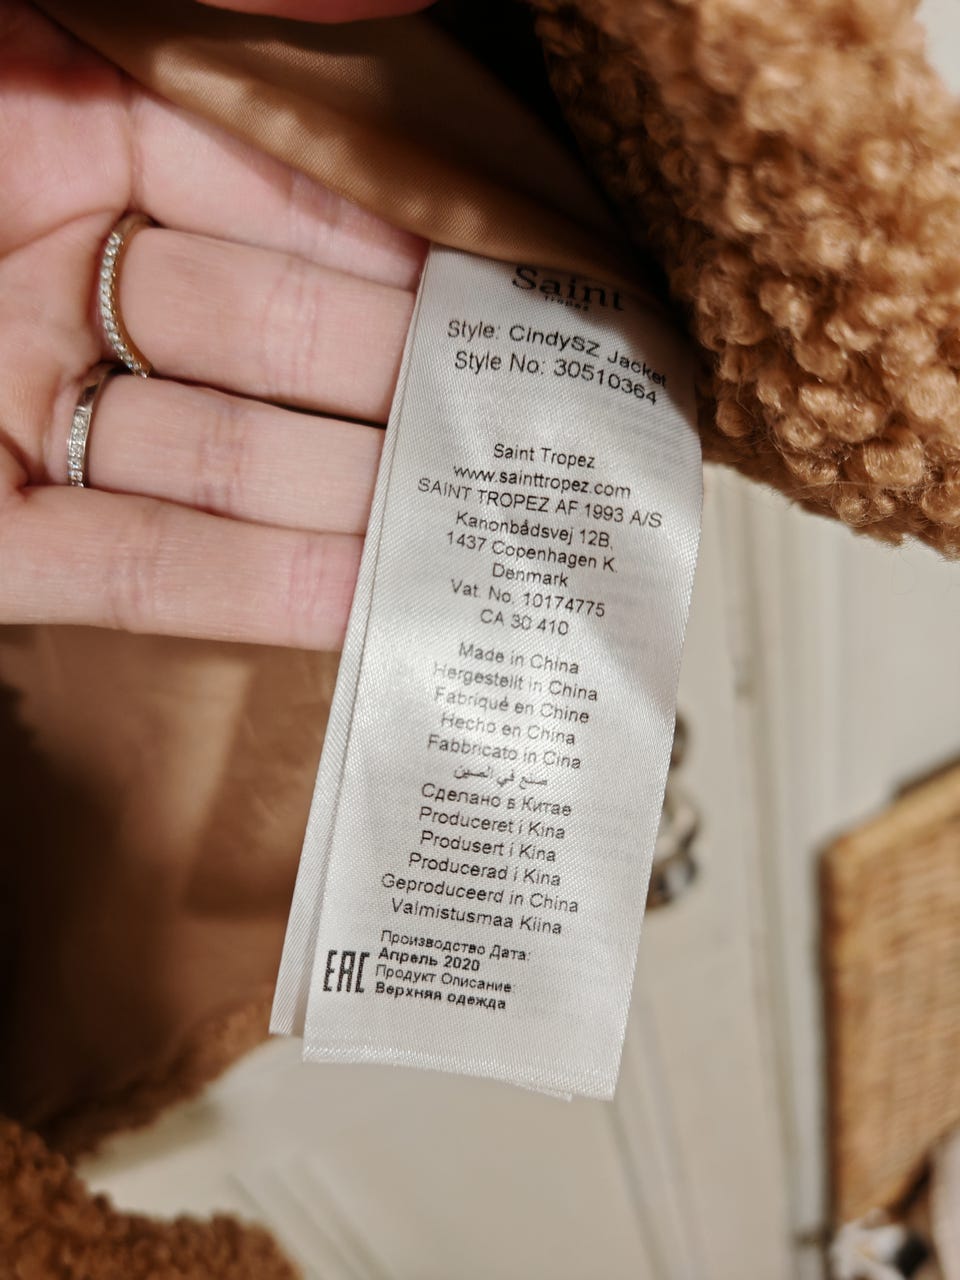 Saint
Tropez
Style: CindySZ Jacket
Style No: 30510364
Saint Tropez
www.sainttropez.com
SAINT TROPEZ AF 1993 A/S
Kanonbådsvej 12B,
1437 Copenhagen K.
Denmark
Vat. No. 10174775
CA 30 410
Made in China
Hergestellt in China
Fabriqué en Chine
Hecho en China
Fabbricato in Cina
صنع في الصين
Сделано в Китае
Produceret i Kina
Produsert i Kina
Producerad i Kina
Geproduceerd in China
Valmistusmaa Kiina
Производство Дата:
Апрель 2020
Продукт Описание:
Верхняя одежда
EAC